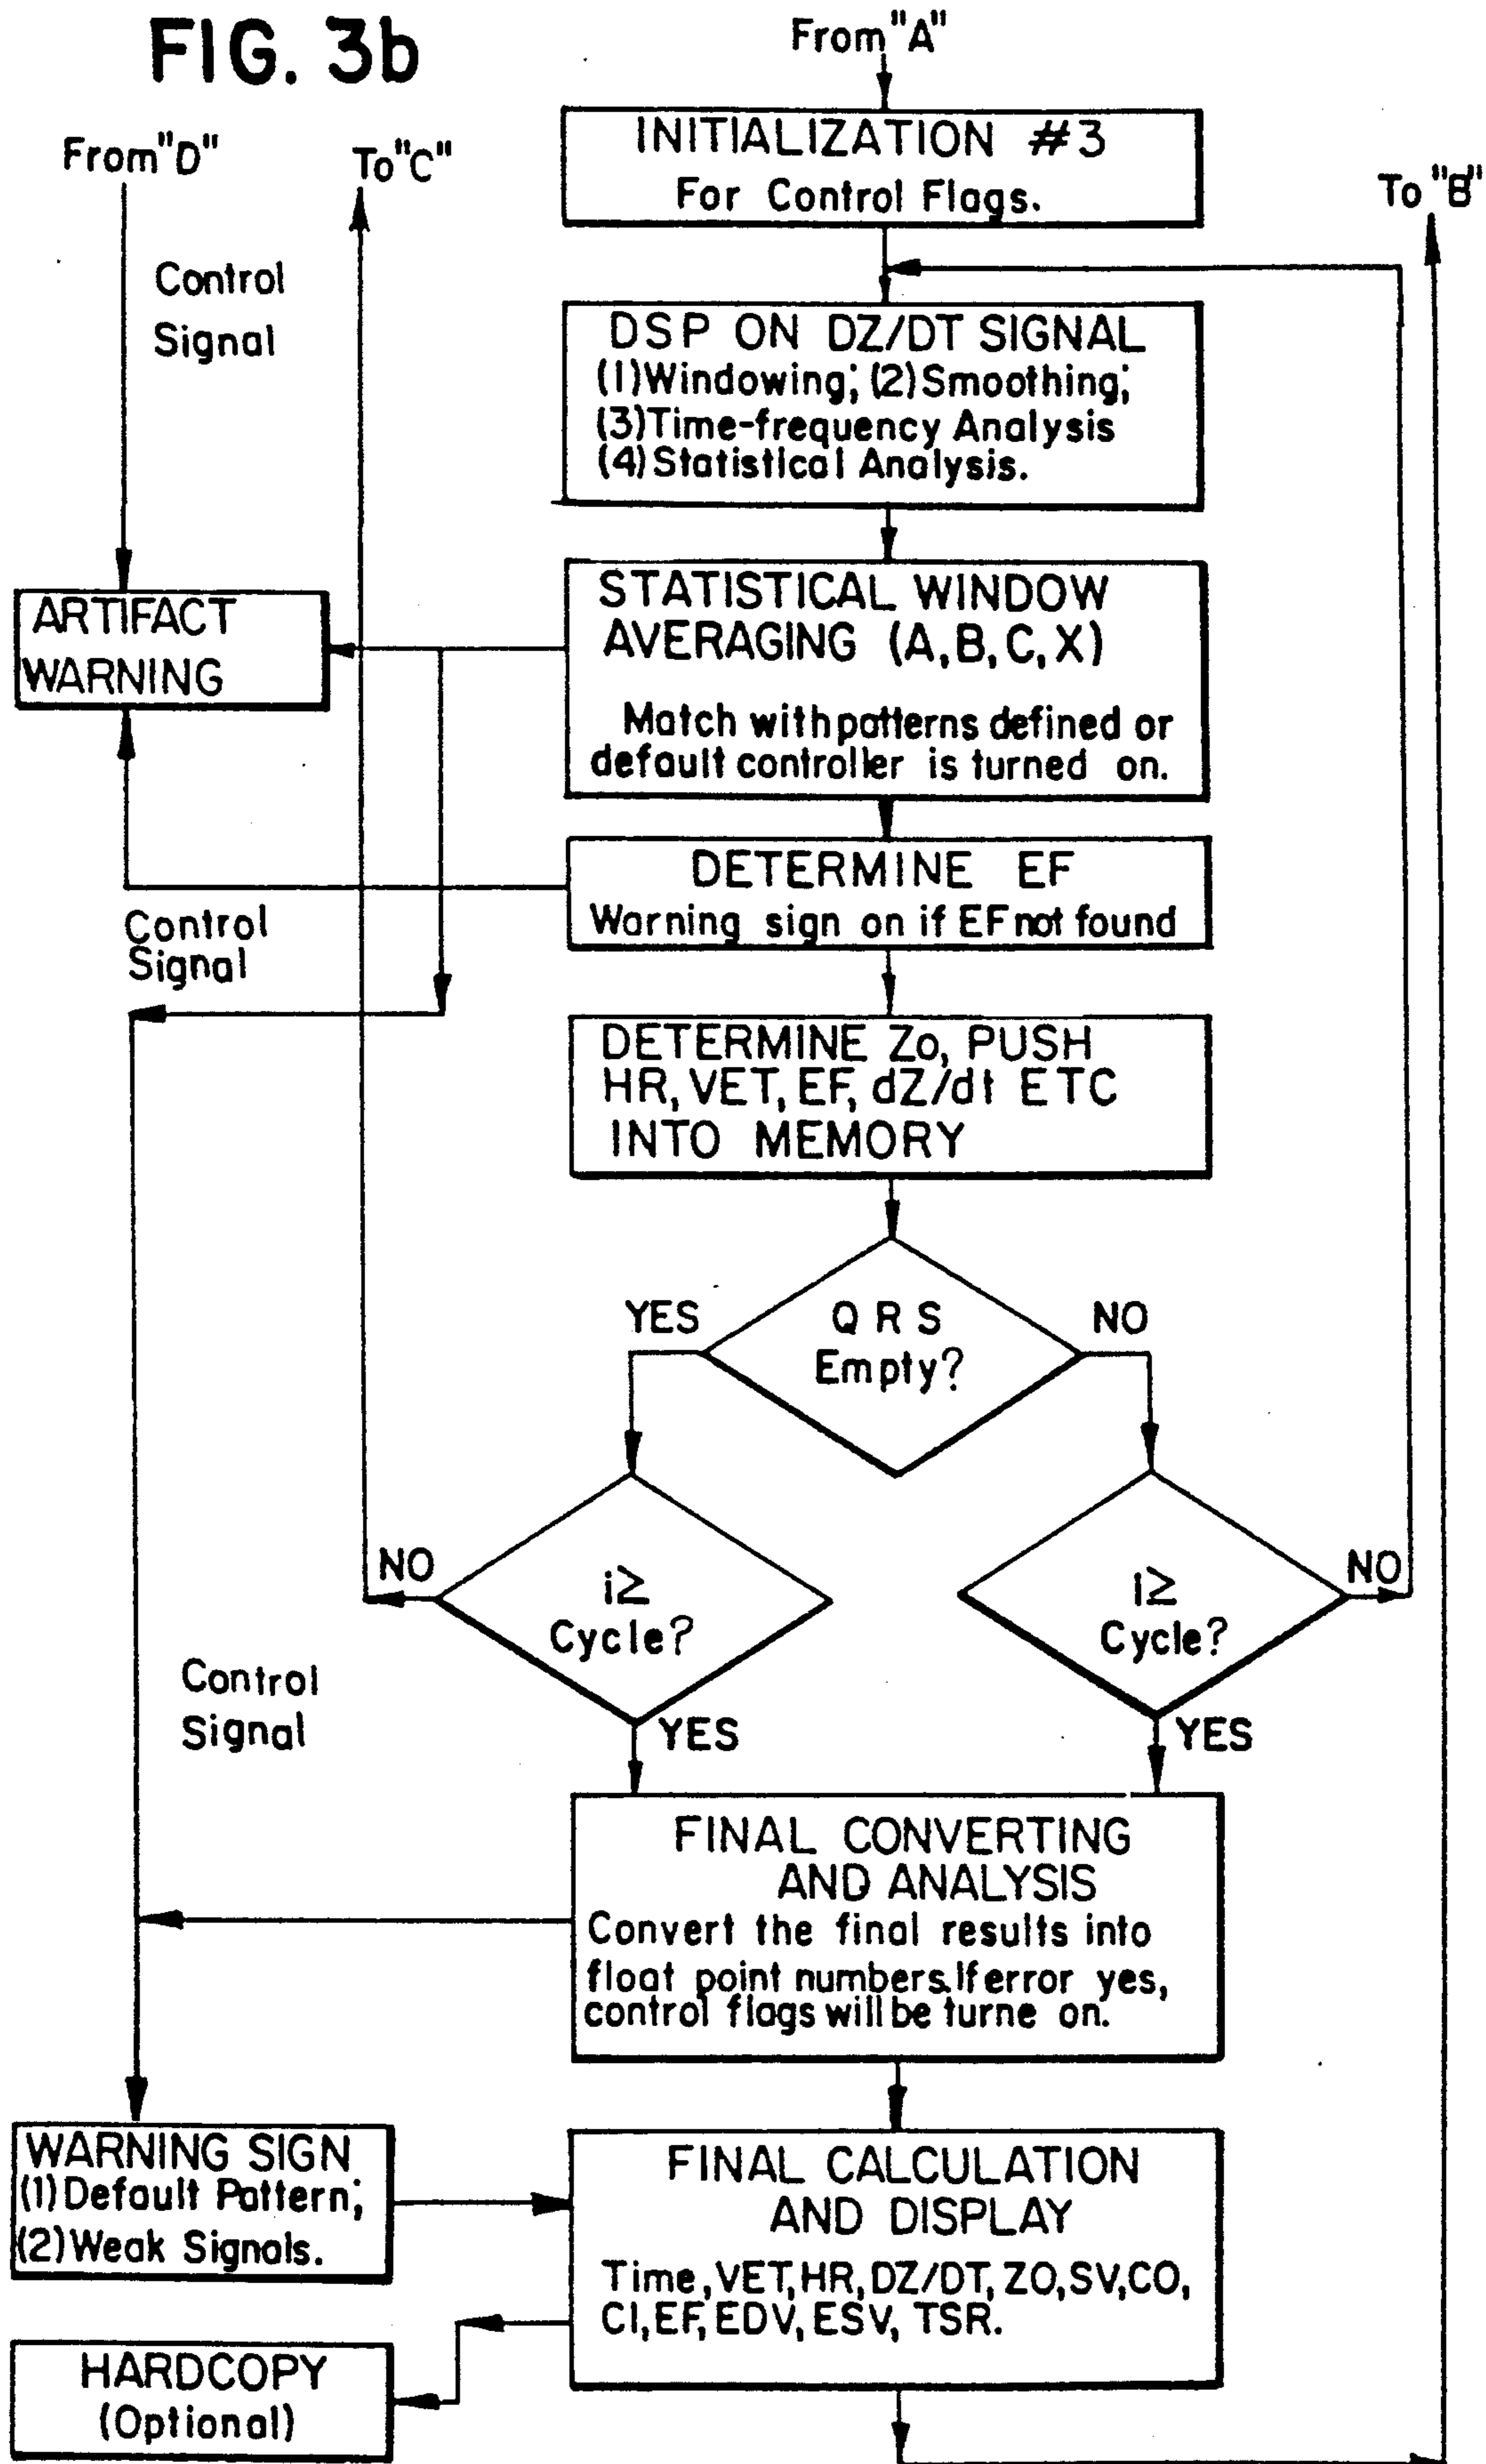 FIG. 3b
From "A"
From "D"
To "C"
To "B"
INITIALIZATION #3
For Control Flags.
Control
Signal
DSP ON DZ/DT SIGNAL
(1) Windowing; (2) Smoothing;
(3) Time-frequency Analysis
(4) Statistical Analysis.
ARTIFACT
WARNING
STATISTICAL WINDOW
AVERAGING (A, B, C, X)
Match with patterns defined or
default controller is turned on.
DETERMINE EF
Warning sign on if EF not found
Control
Signal
DETERMINE Zo, PUSH
HR, VET, EF, dZ/dt ETC
INTO MEMORY
YES
Q R S
Empty?
NO
NO
i≥
Cycle?
YES
I≥
Cycle?
NO
YES
Control
Signal
FINAL CONVERTING
AND ANALYSIS
Convert the final results into
float point numbers. If error yes,
control flags will be turne on.
WARNING SIGN
(1) Default Pattern;
(2) Weak Signals.
FINAL CALCULATION
AND DISPLAY
Time, VET, HR, DZ/DT, ZO, SV, CO,
CI, EF, EDV, ESV, TSR.
HARDCOPY
(Optional)